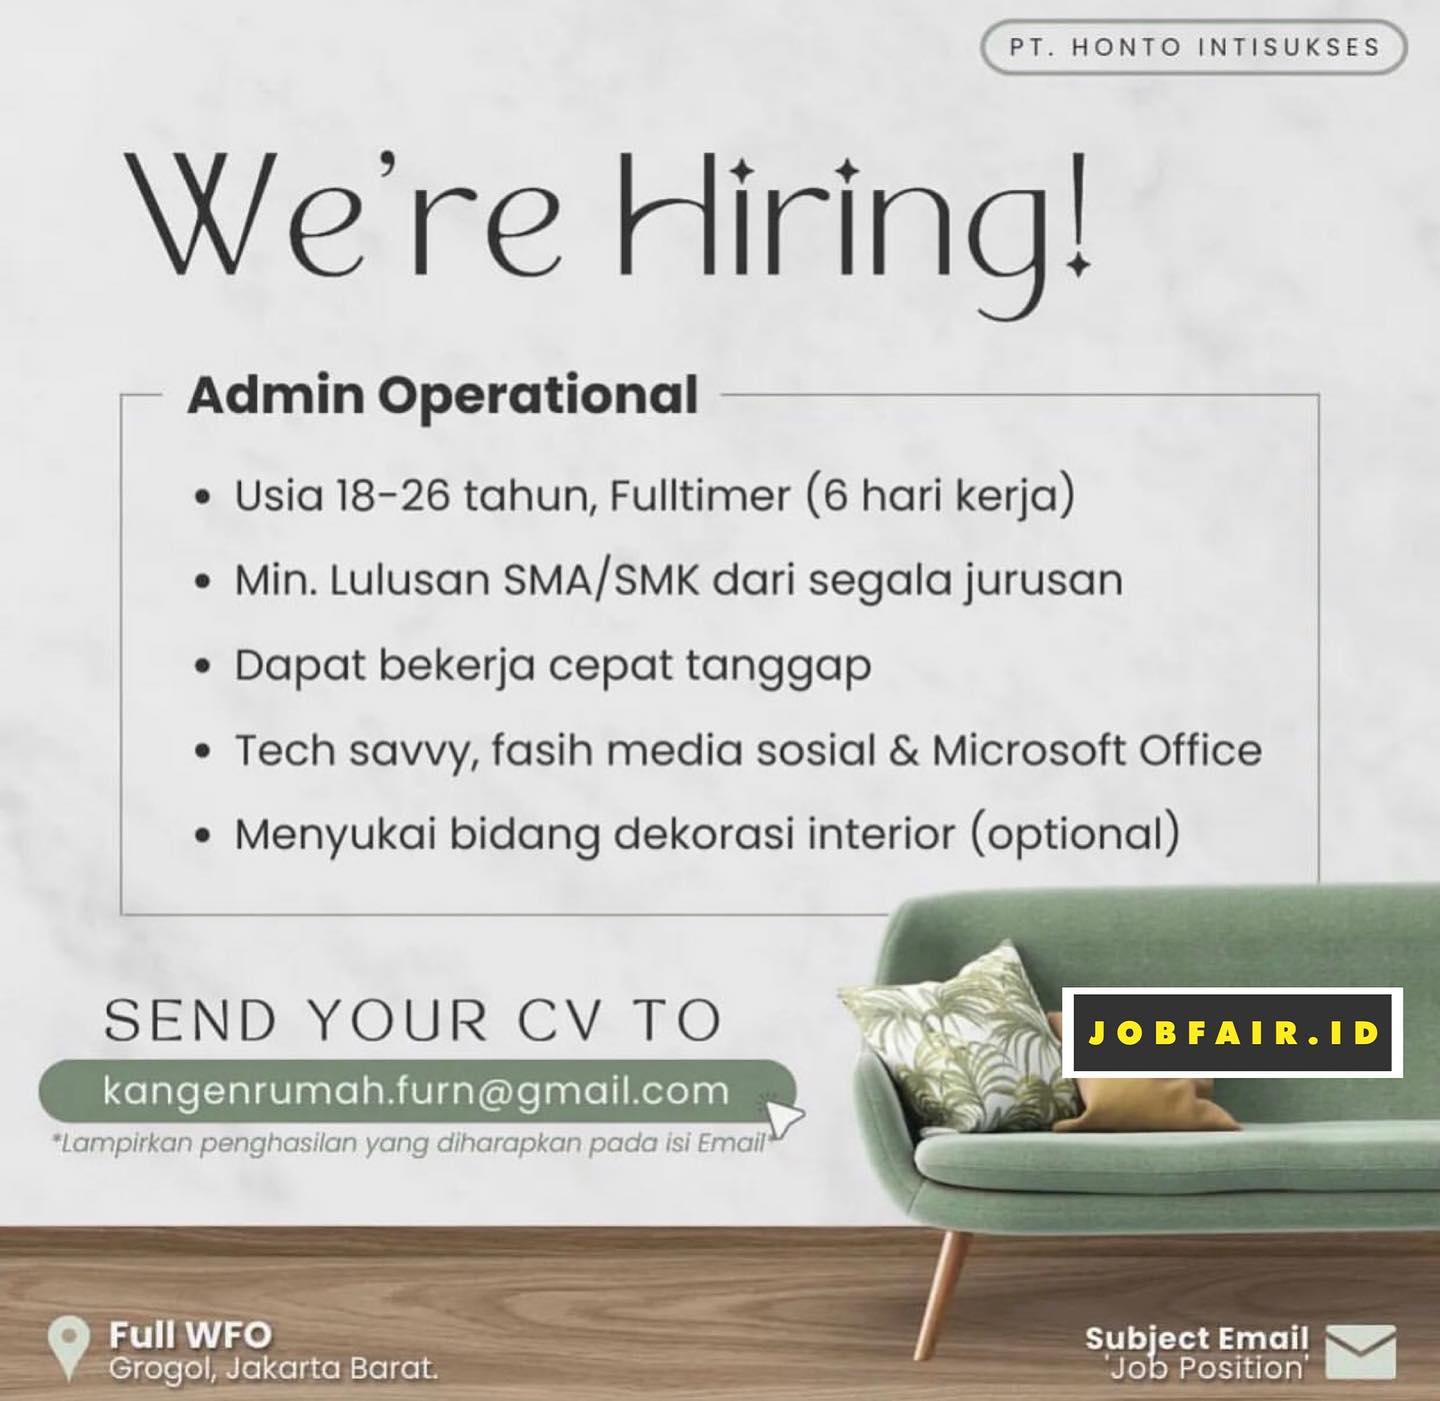 PT. HONTO INTISUKSES
We're Hiring!
Admin Operational
• Usia 18-26 tahun, Fulltimer (6 hari kerja)
• Min. Lulusan SMA/SMK dari segala jurusan
• Dapat bekerja cepat tanggap
• Tech savvy, fasih media sosial & Microsoft Office
• Menyukai bidang dekorasi interior (optional)
SEND YOUR CV TO
kangenrumah.furn@gmail.com
*Lampirkan penghasilan yang diharapkan pada isi Email*
JOBFAIR.ID
Full WFO
Grogol, Jakarta Barat.
Subject Email
'Job Position'